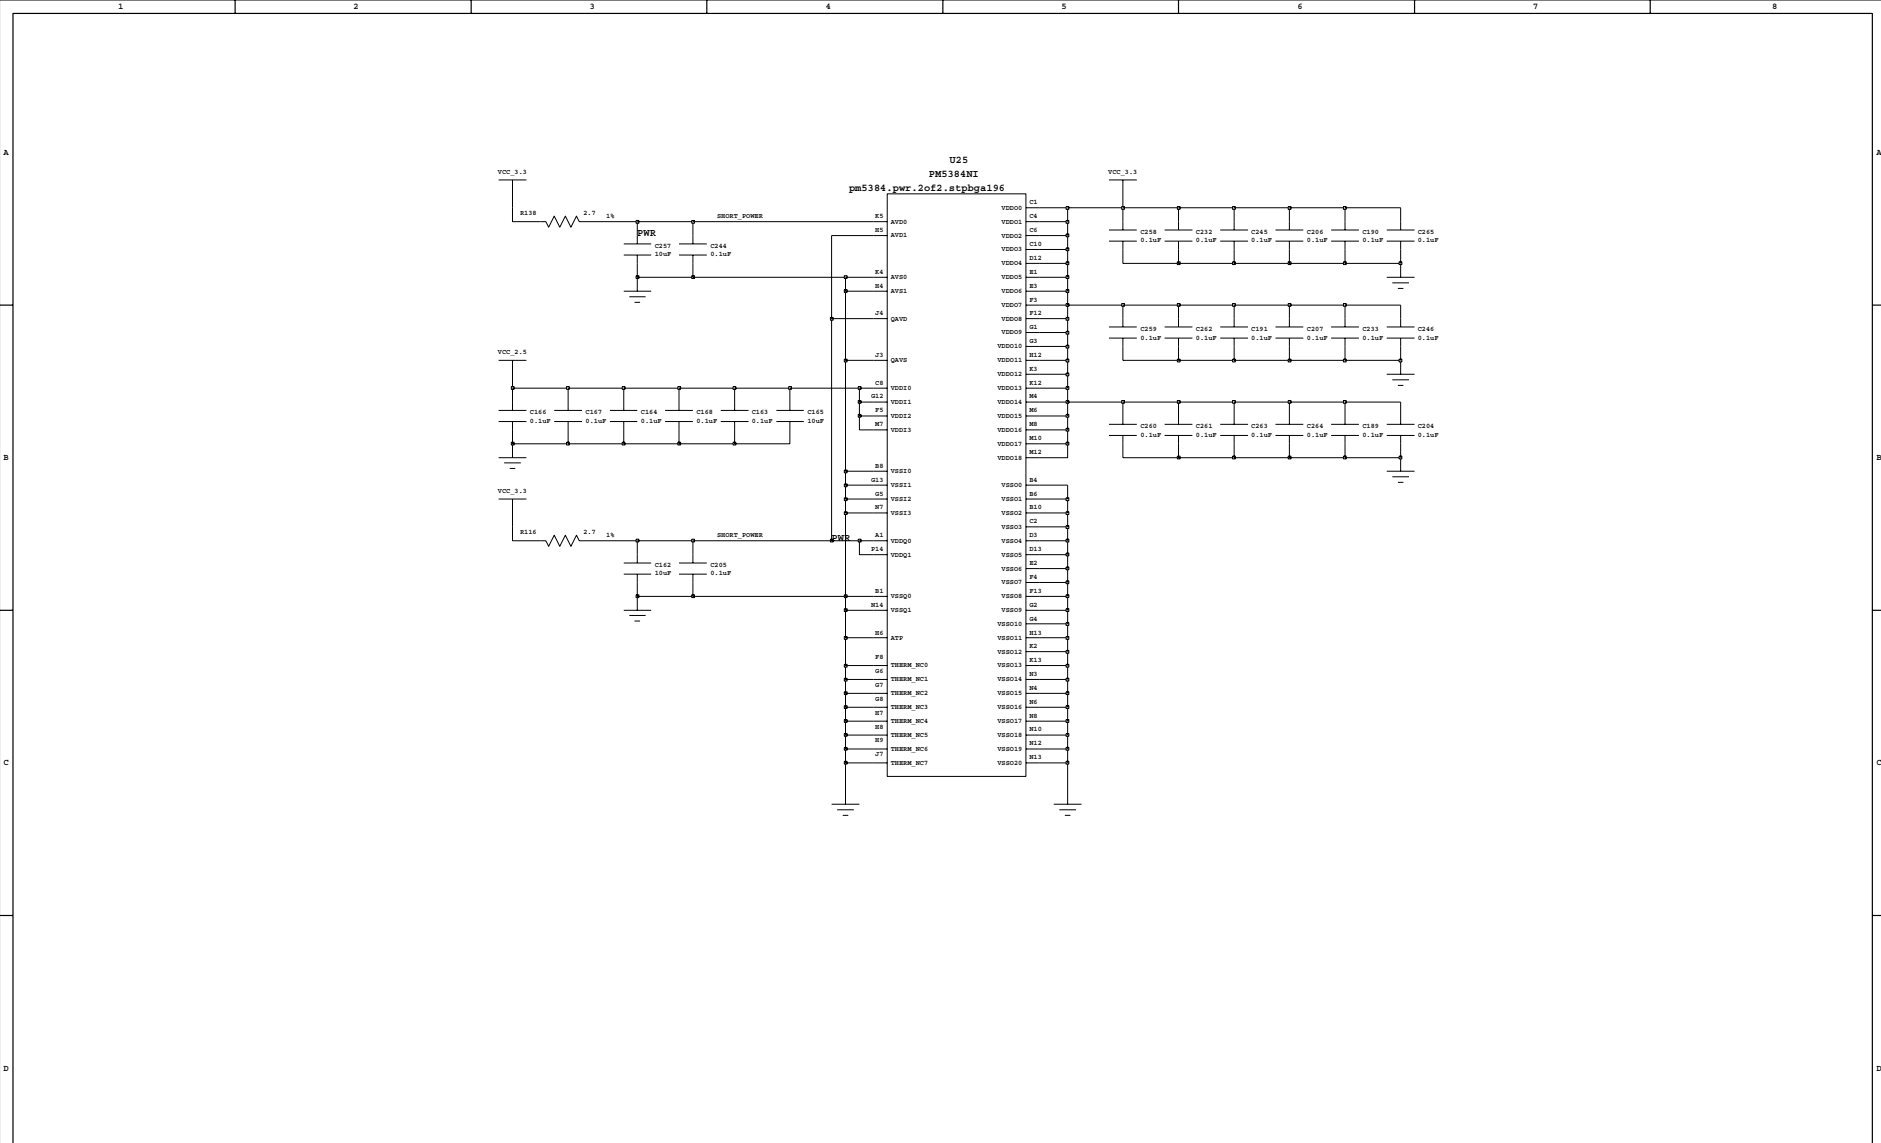 1 2 3 4 5 6 7 8
A A
B B
C C
D D
U25
PM5384NI
pm5384.pwr.2of2.stpbga196
VCC_3.3
R138 2.7 1% SHORT_POWER
PWR
C257 10uF
C244 0.1uF
VCC_2.5
C166 0.1uF
C167 0.1uF
C164 0.1uF
C168 0.1uF
C163 0.1uF
C165 10uF
VCC_3.3
R116 2.7 1% SHORT_POWER
PWR
C162 10uF
C205 0.1uF
K5 AVD0
H5 AVD1
K4 AVS0
H4 AVS1
J4 QAVD
J3 QAVS
C8 VDDI0
G12 VDDI1
F5 VDDI2
M7 VDDI3
B8 VSSI0
G13 VSSI1
G5 VSSI2
N7 VSSI3
A1 VDDQ0
P14 VDDQ1
B1 VSSQ0
N14 VSSQ1
H6 ATP
F8 THERM_NC0
G6 THERM_NC1
G7 THERM_NC2
G8 THERM_NC3
H7 THERM_NC4
H8 THERM_NC5
H9 THERM_NC6
J7 THERM_NC7
VDDO0 C1
VDDO1 C4
VDDO2 C6
VDDO3 C10
VDDO4 D12
VDDO5 E1
VDDO6 E3
VDDO7 F3
VDDO8 F12
VDDO9 G1
VDDO10 G3
VDDO11 H12
VDDO12 K3
VDDO13 K12
VDDO14 M4
VDDO15 M6
VDDO16 M8
VDDO17 M10
VDDO18 M12
VSSO0 B4
VSSO1 B6
VSSO2 B10
VSSO3 C2
VSSO4 D3
VSSO5 D13
VSSO6 E2
VSSO7 F4
VSSO8 F13
VSSO9 G2
VSSO10 G4
VSSO11 H13
VSSO12 K2
VSSO13 K13
VSSO14 N3
VSSO15 N4
VSSO16 N6
VSSO17 N8
VSSO18 N10
VSSO19 N12
VSSO20 N13
VCC_3.3
C258 0.1uF
C232 0.1uF
C245 0.1uF
C206 0.1uF
C190 0.1uF
C265 0.1uF
C259 0.1uF
C262 0.1uF
C191 0.1uF
C207 0.1uF
C233 0.1uF
C246 0.1uF
C260 0.1uF
C261 0.1uF
C263 0.1uF
C264 0.1uF
C189 0.1uF
C204 0.1uF